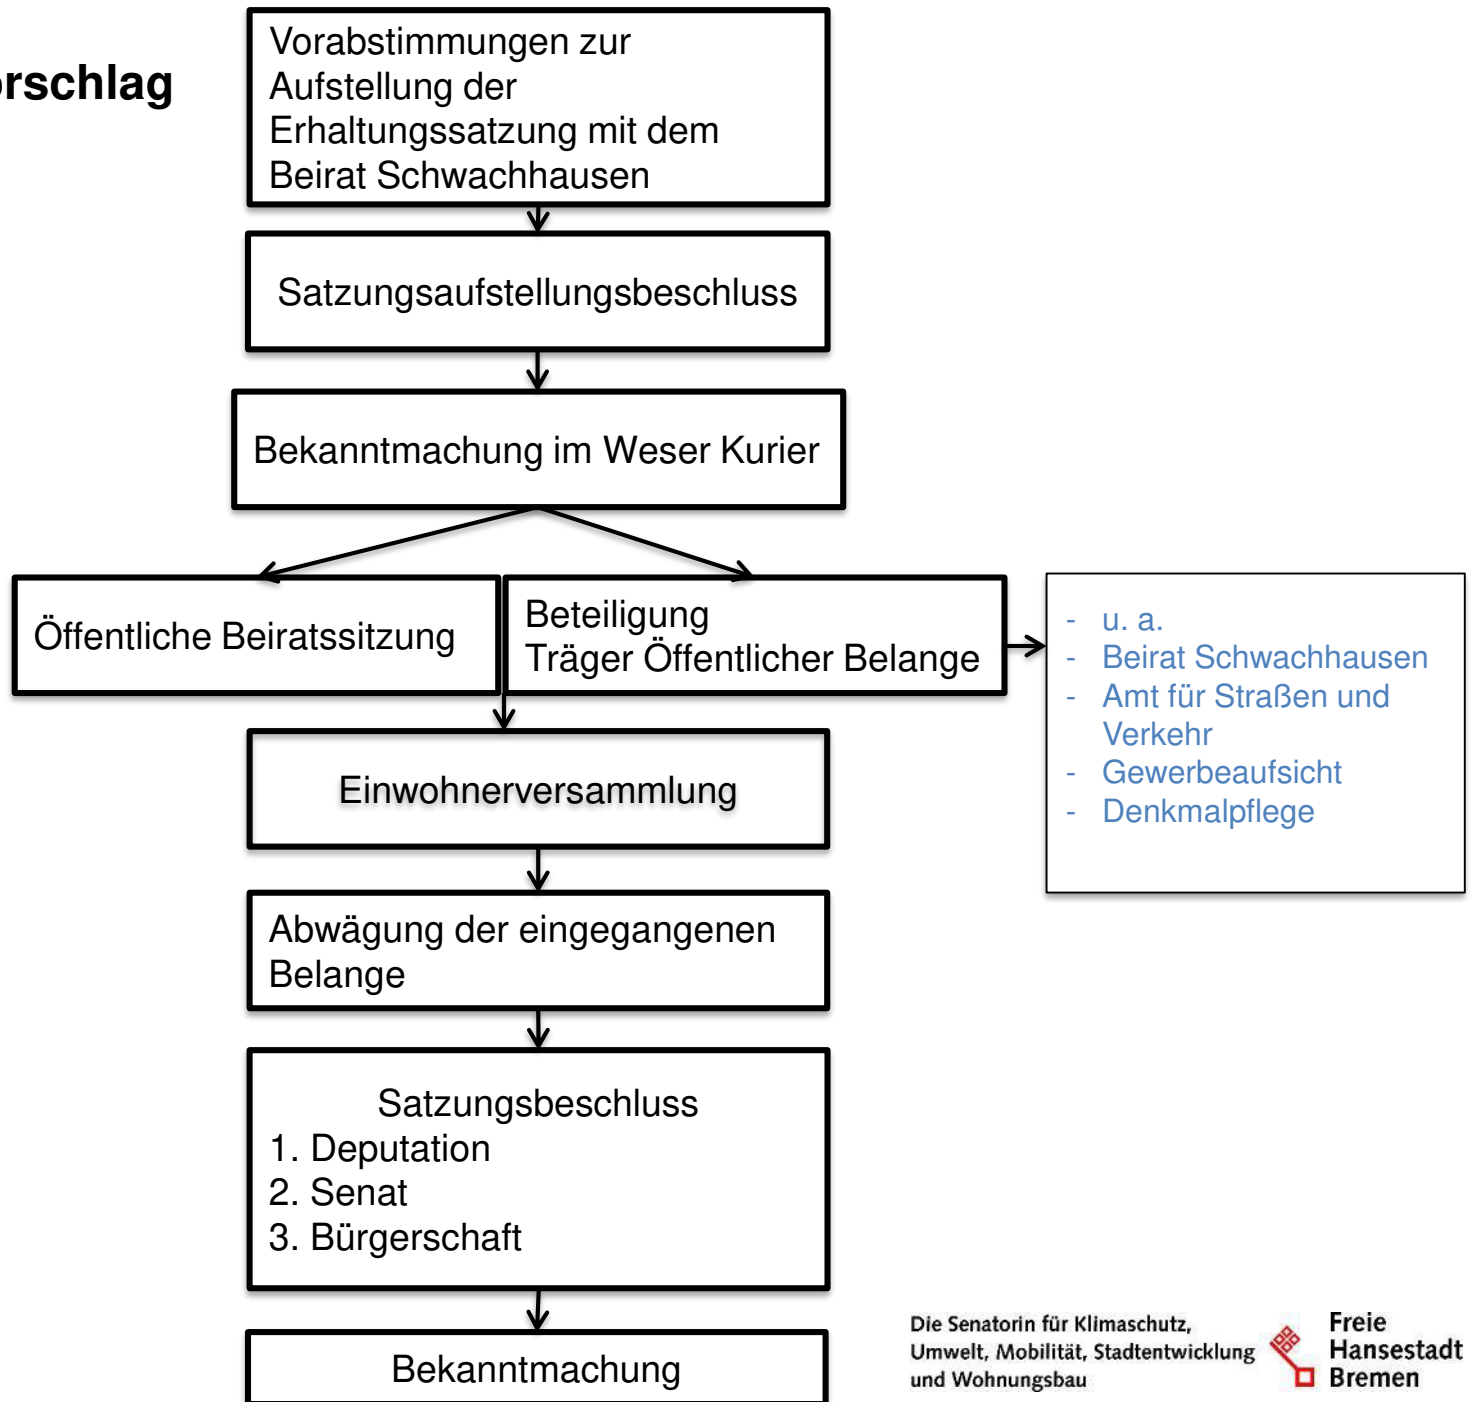 orschlag
Vorabstimmungen zur
Aufstellung der
Erhaltungssatzung mit dem
Beirat Schwachhausen
Satzungsaufstellungsbeschluss
Bekanntmachung im Weser Kurier
Öffentliche Beiratssitzung
Beteiligung
Träger Öffentlicher Belange
- u. a.
- Beirat Schwachhausen
- Amt für Straßen und
Verkehr
- Gewerbeaufsicht
- Denkmalpflege
Einwohnerversammlung
Abwägung der eingegangenen
Belange
Satzungsbeschluss
1. Deputation
2. Senat
3. Bürgerschaft
Bekanntmachung
Die Senatorin für Klimaschutz,
Umwelt, Mobilität, Stadtentwicklung
und Wohnungsbau
Freie
Hansestadt
Bremen